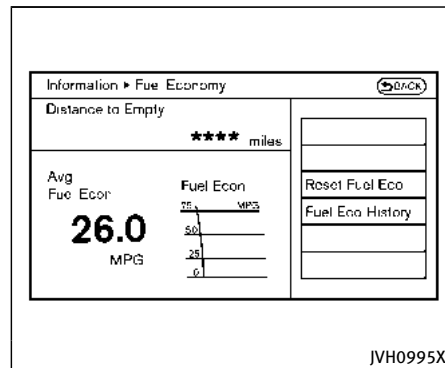 Information ▸ Fue Economy
BACK
Distance to Empty
**** miles
Avg
Fue Econ
26.0
MPG
Fuel Econ
75 MPG
50
25
0
Reset Fuel Eco
Fuel Eco History
JVH0995X